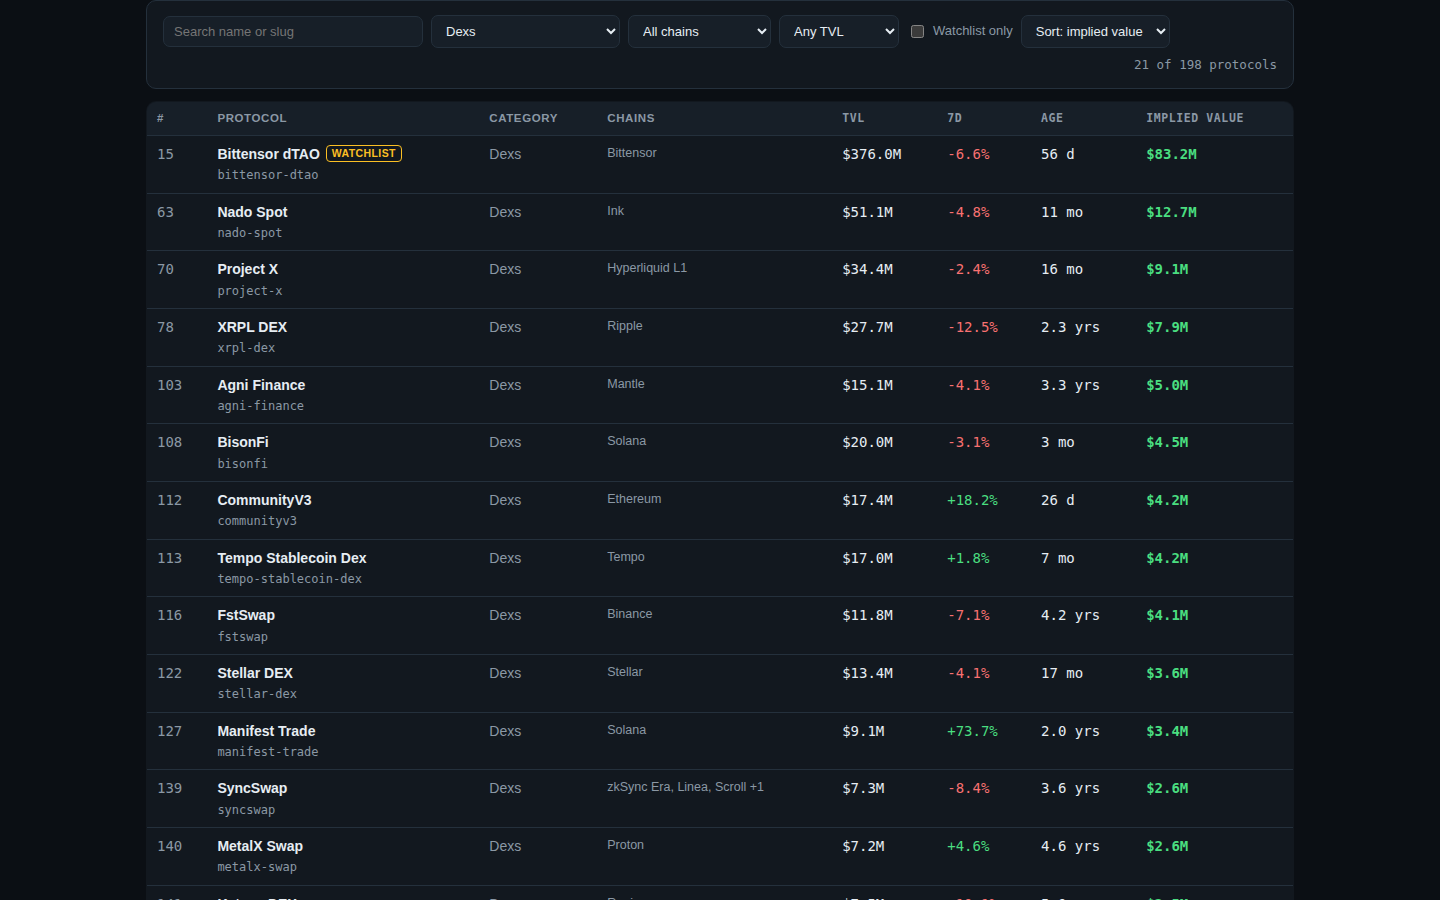 Search name or slug Dexs All chains Any TVL Watchlist only Sort: implied value
21 of 198 protocols
# PROTOCOL CATEGORY CHAINS TVL 7D AGE IMPLIED VALUE
15 Bittensor dTAO WATCHLIST Dexs Bittensor $376.0M -6.6% 56 d $83.2M
bittensor-dtao
63 Nado Spot Dexs Ink $51.1M -4.8% 11 mo $12.7M
nado-spot
70 Project X Dexs Hyperliquid L1 $34.4M -2.4% 16 mo $9.1M
project-x
78 XRPL DEX Dexs Ripple $27.7M -12.5% 2.3 yrs $7.9M
xrpl-dex
103 Agni Finance Dexs Mantle $15.1M -4.1% 3.3 yrs $5.0M
agni-finance
108 BisonFi Dexs Solana $20.0M -3.1% 3 mo $4.5M
bisonfi
112 CommunityV3 Dexs Ethereum $17.4M +18.2% 26 d $4.2M
communityv3
113 Tempo Stablecoin Dex Dexs Tempo $17.0M +1.8% 7 mo $4.2M
tempo-stablecoin-dex
116 FstSwap Dexs Binance $11.8M -7.1% 4.2 yrs $4.1M
fstswap
122 Stellar DEX Dexs Stellar $13.4M -4.1% 17 mo $3.6M
stellar-dex
127 Manifest Trade Dexs Solana $9.1M +73.7% 2.0 yrs $3.4M
manifest-trade
139 SyncSwap Dexs zkSync Era, Linea, Scroll +1 $7.3M -8.4% 3.6 yrs $2.6M
syncswap
140 MetalX Swap Dexs Proton $7.2M +4.6% 4.6 yrs $2.6M
metalx-swap